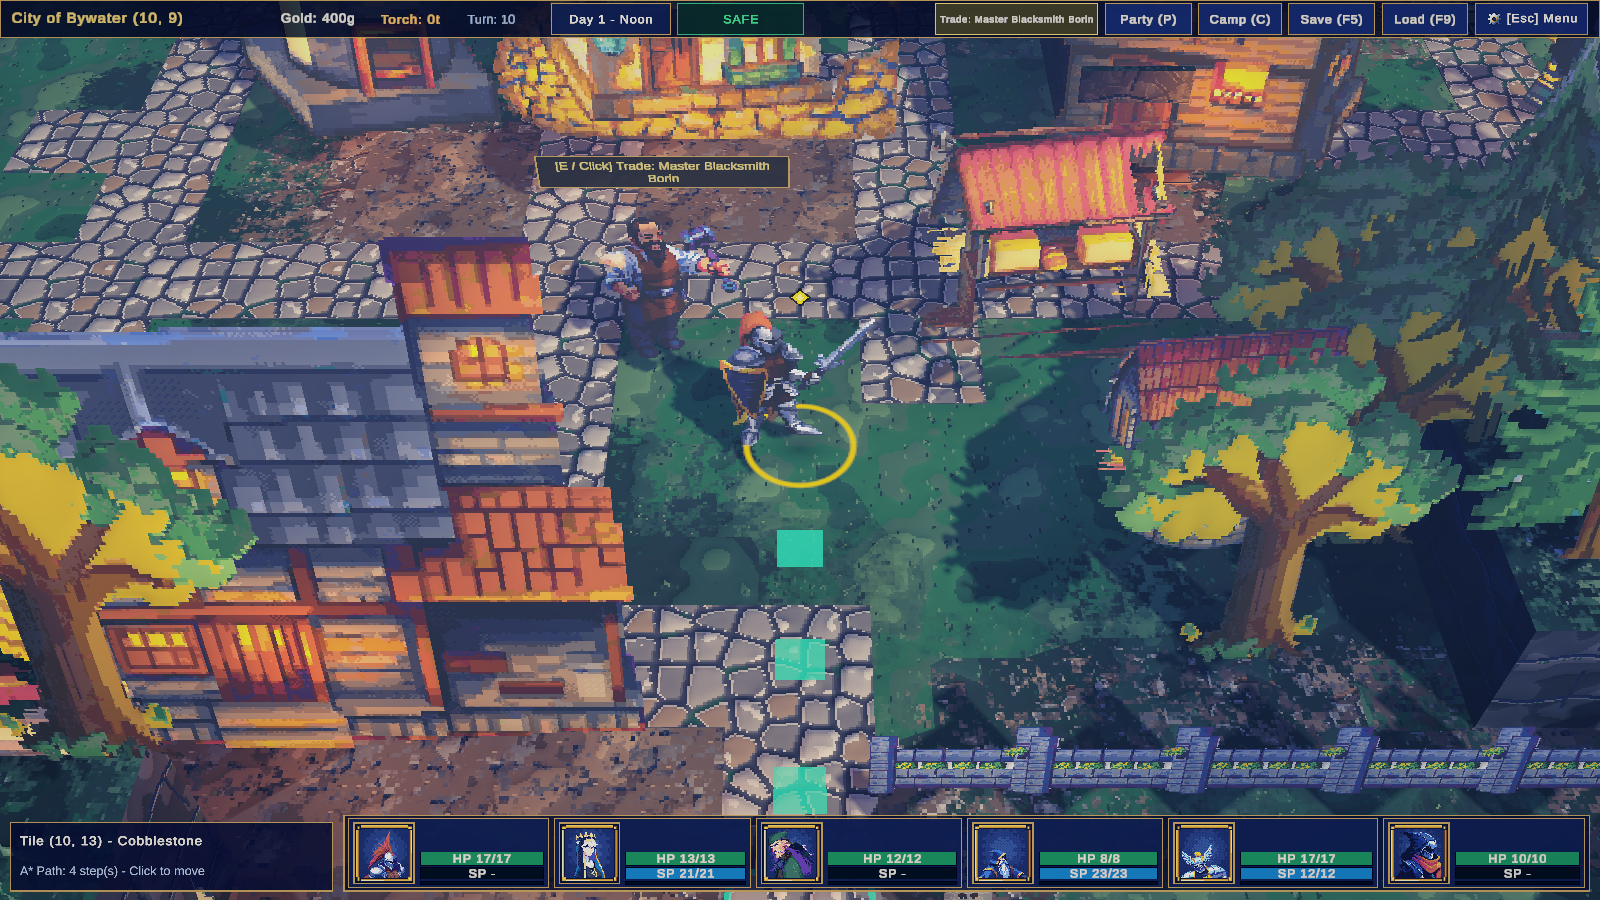 City of Bywater (10, 9)
Gold: 400g
Torch: 0t
Turn: 10
Day 1 - Noon
SAFE
Trade: Master Blacksmith Borin
Party (P)
Camp (C)
Save (F5)
Load (F9)
[Esc] Menu
[E / Click] Trade: Master Blacksmith
Borin
Tile (10, 13) - Cobblestone
A* Path: 4 step(s) - Click to move
HP 17/17
SP -
HP 13/13
SP 21/21
HP 12/12
SP -
HP 8/8
SP 23/23
HP 17/17
SP 12/12
HP 10/10
SP -